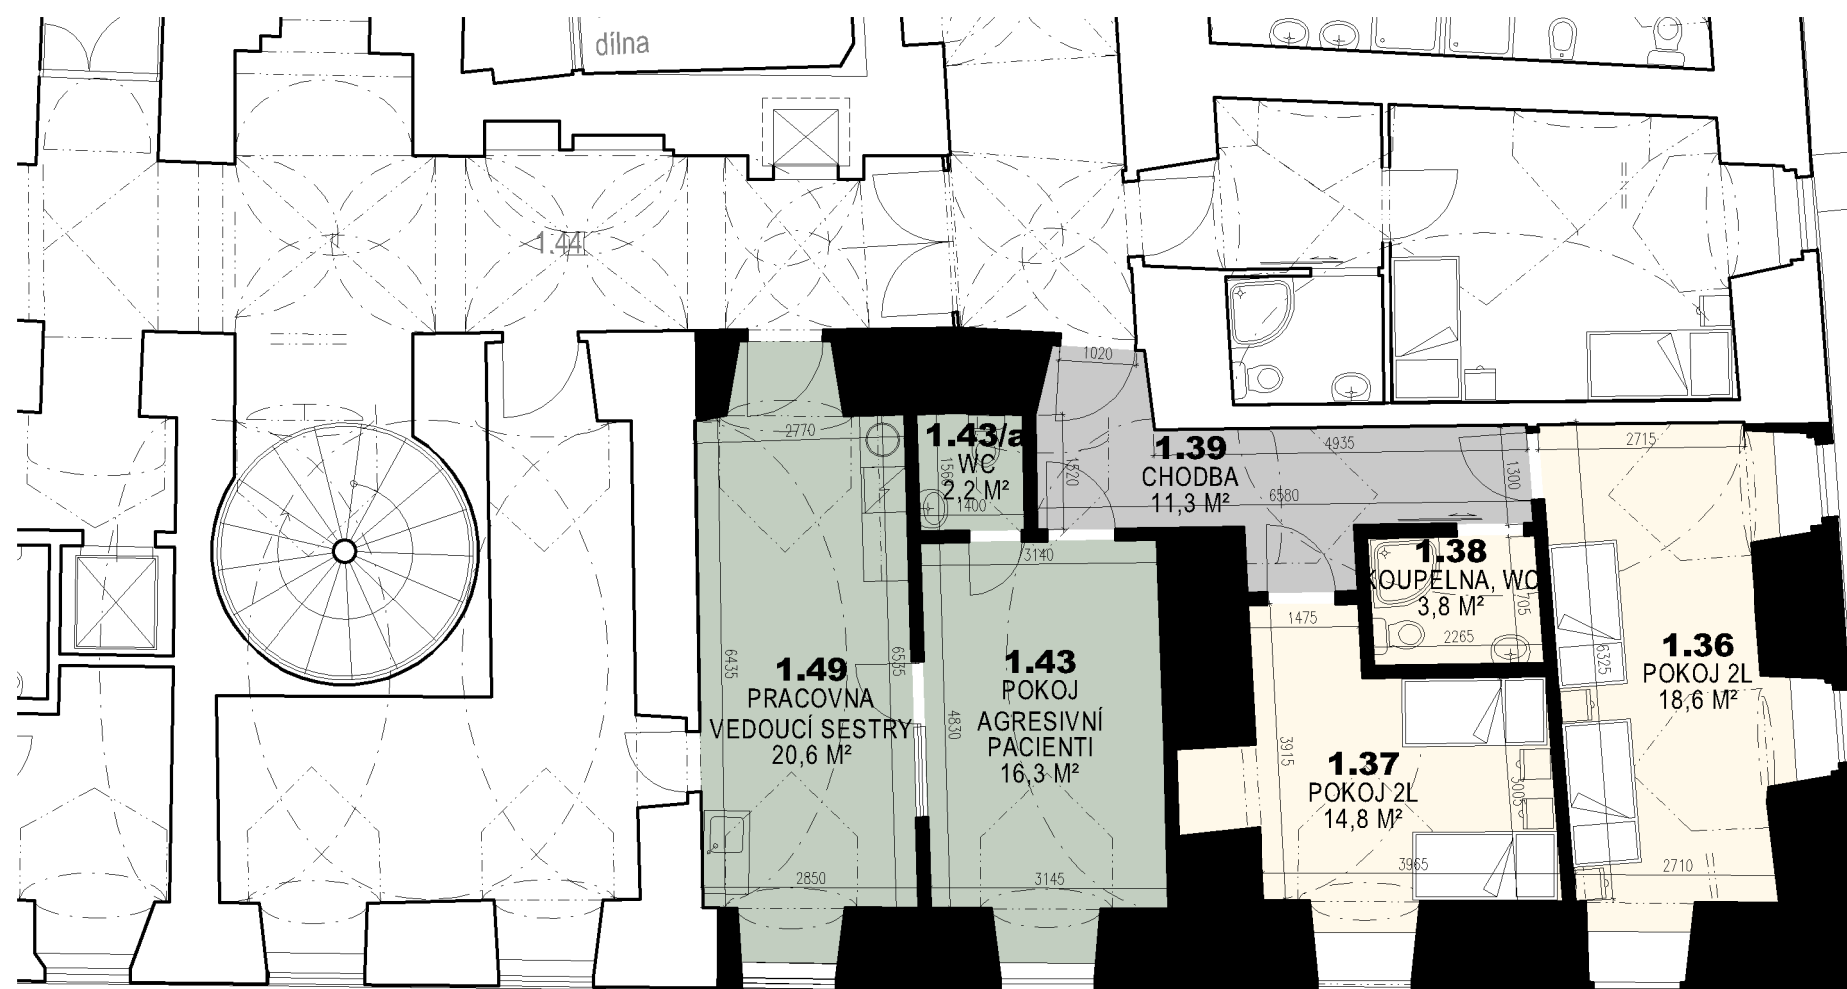 dílna
1.44
1020
2770
1.43/a
WC
2,2 M²
1560
1400
1520
1.39
CHODBA
11,3 M²
4935
6580
1300
2715
3140
1.38
KOUPELNA, WC
3,8 M²
1705
2265
1475
6435
6535
1.49
PRACOVNA
VEDOUCÍ SESTRY
20,6 M²
1.43
POKOJ
AGRESIVNÍ
PACIENTI
16,3 M²
4830
1.36
POKOJ 2L
18,6 M²
6325
3915
1.37
POKOJ 2L
14,8 M²
3005
2850
3145
3965
2710